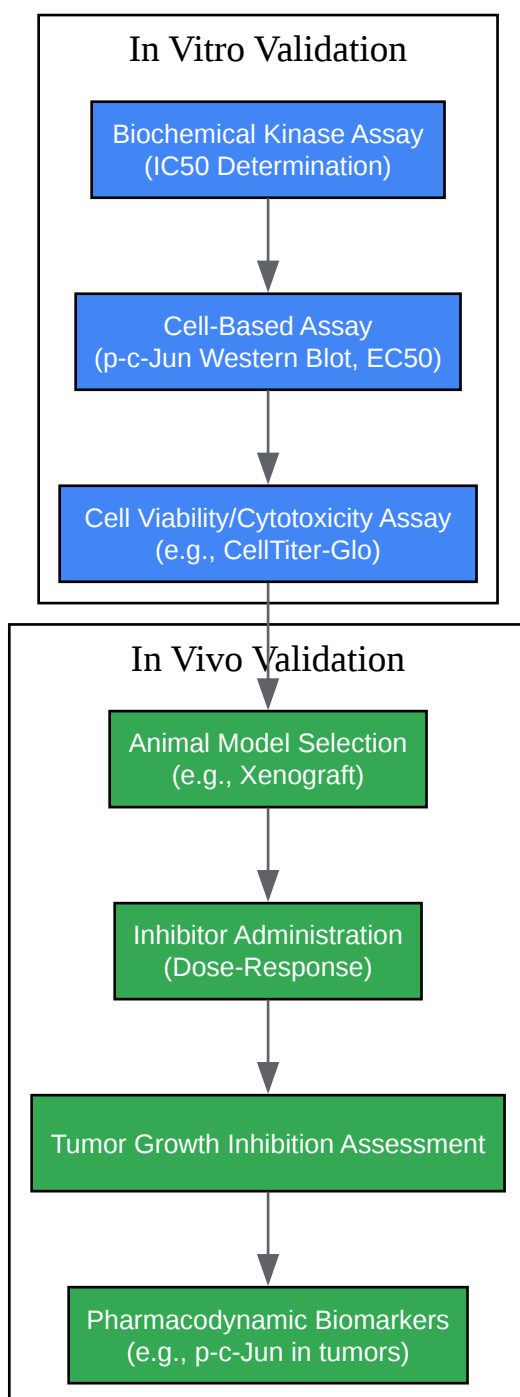 In Vitro Validation
Biochemical Kinase Assay
(IC50 Determination)
Cell-Based Assay
(p-c-Jun Western Blot, EC50)
Cell Viability/Cytotoxicity Assay
(e.g., CellTiter-Glo)
In Vivo Validation
Animal Model Selection
(e.g., Xenograft)
Inhibitor Administration
(Dose-Response)
Tumor Growth Inhibition Assessment
Pharmacodynamic Biomarkers
(e.g., p-c-Jun in tumors)